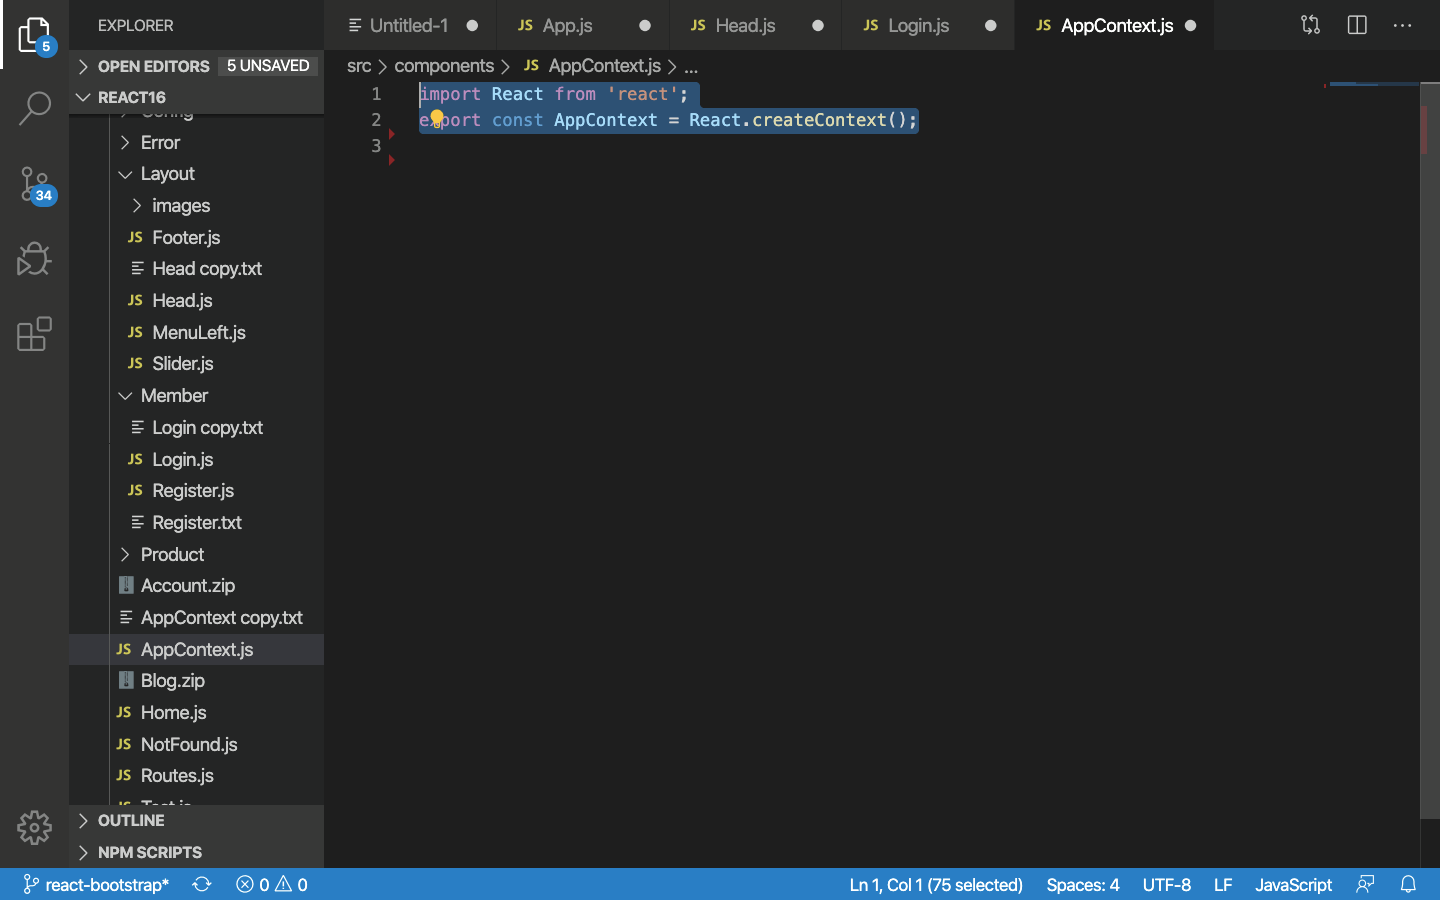 EXPLORER
Untitled-1
JS App.js
JS Head.js
JS Login.js
JS AppContext.js
5
OPEN EDITORS 5 UNSAVED
REACT16
src > components > JS AppContext.js > ...
1 import React from 'react';
2 export const AppContext = React.createContext();
3
Config
Error
Layout
images
JS Footer.js
Head copy.txt
JS Head.js
JS MenuLeft.js
JS Slider.js
Member
Login copy.txt
JS Login.js
JS Register.js
Register.txt
Product
Account.zip
AppContext copy.txt
JS AppContext.js
Blog.zip
JS Home.js
JS NotFound.js
JS Routes.js
JS Test.js
34
OUTLINE
NPM SCRIPTS
react-bootstrap* 0 0 Ln 1, Col 1 (75 selected) Spaces: 4 UTF-8 LF JavaScript